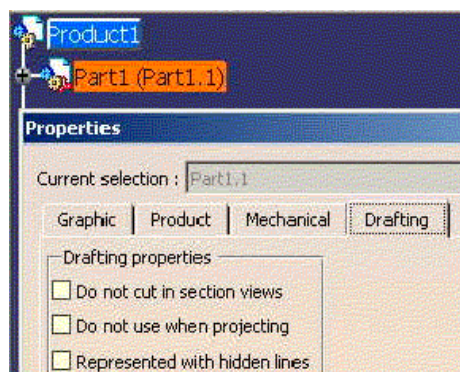 Product1
Part1 (Part1.1)
Properties
Current selection : Part1.1
Graphic Product Mechanical Drafting
Drafting properties
Do not cut in section views
Do not use when projecting
Represented with hidden lines